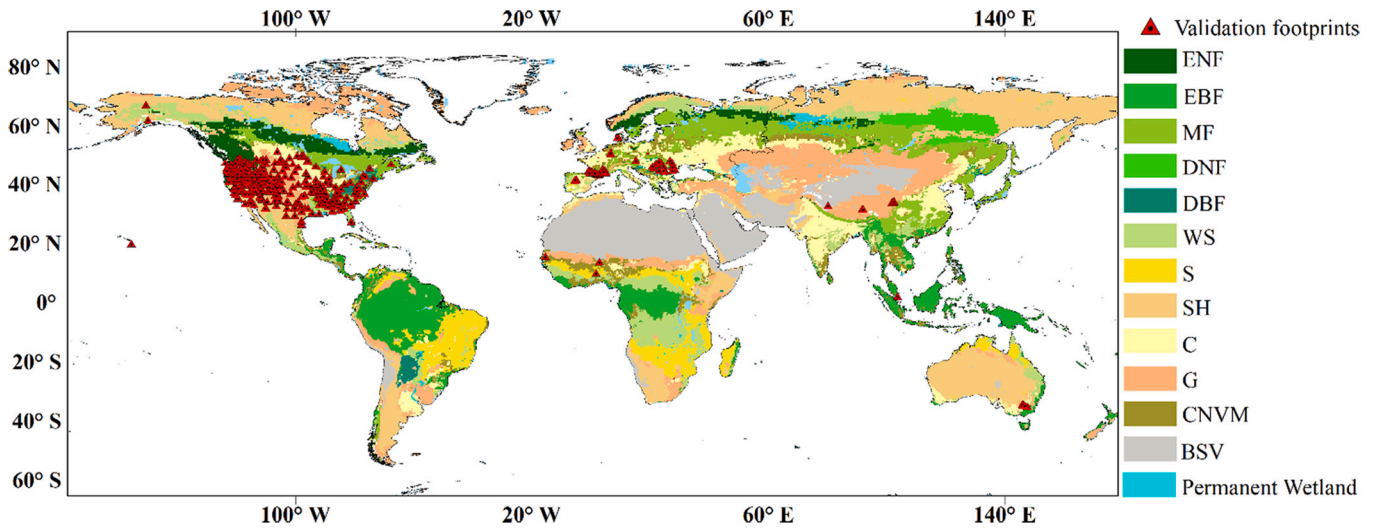 100° W 20° W 60° E 140° E
Validation footprints
80° N
60° N
40° N
20° N
0°
20° S
40° S
60° S
ENF
EBF
MF
DNF
DBF
WS
S
SH
C
G
CNVM
BSV
Permanent Wetland
100° W 20° W 60° E 140° E